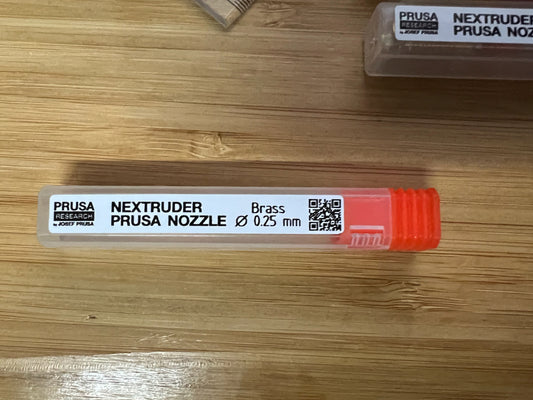 PRUSA
RESEARCH
by JOSEF PRUSA
NEXTRUDER
PRUSA NOZZLE
Brass
Ø 0.25 mm
PRUSA
RESEARCH
by JOSEF PRUSA
NEXTRUDER
PRUSA